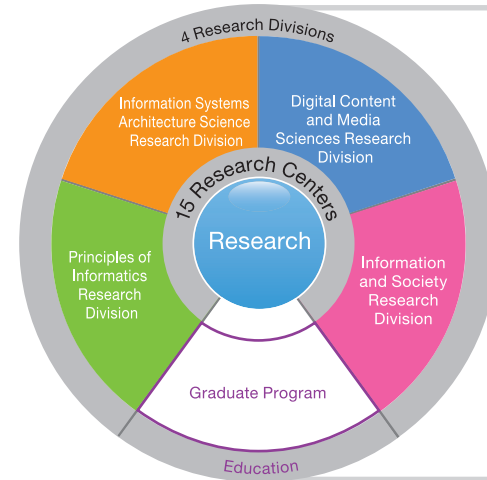 4 Research Divisions
Information Systems
Architecture Science
Research Division
Digital Content
and Media
Sciences Research
Division
15 Research Centers
Research
Principles of
Informatics
Research
Division
Information
and Society
Research
Division
Graduate Program
Education